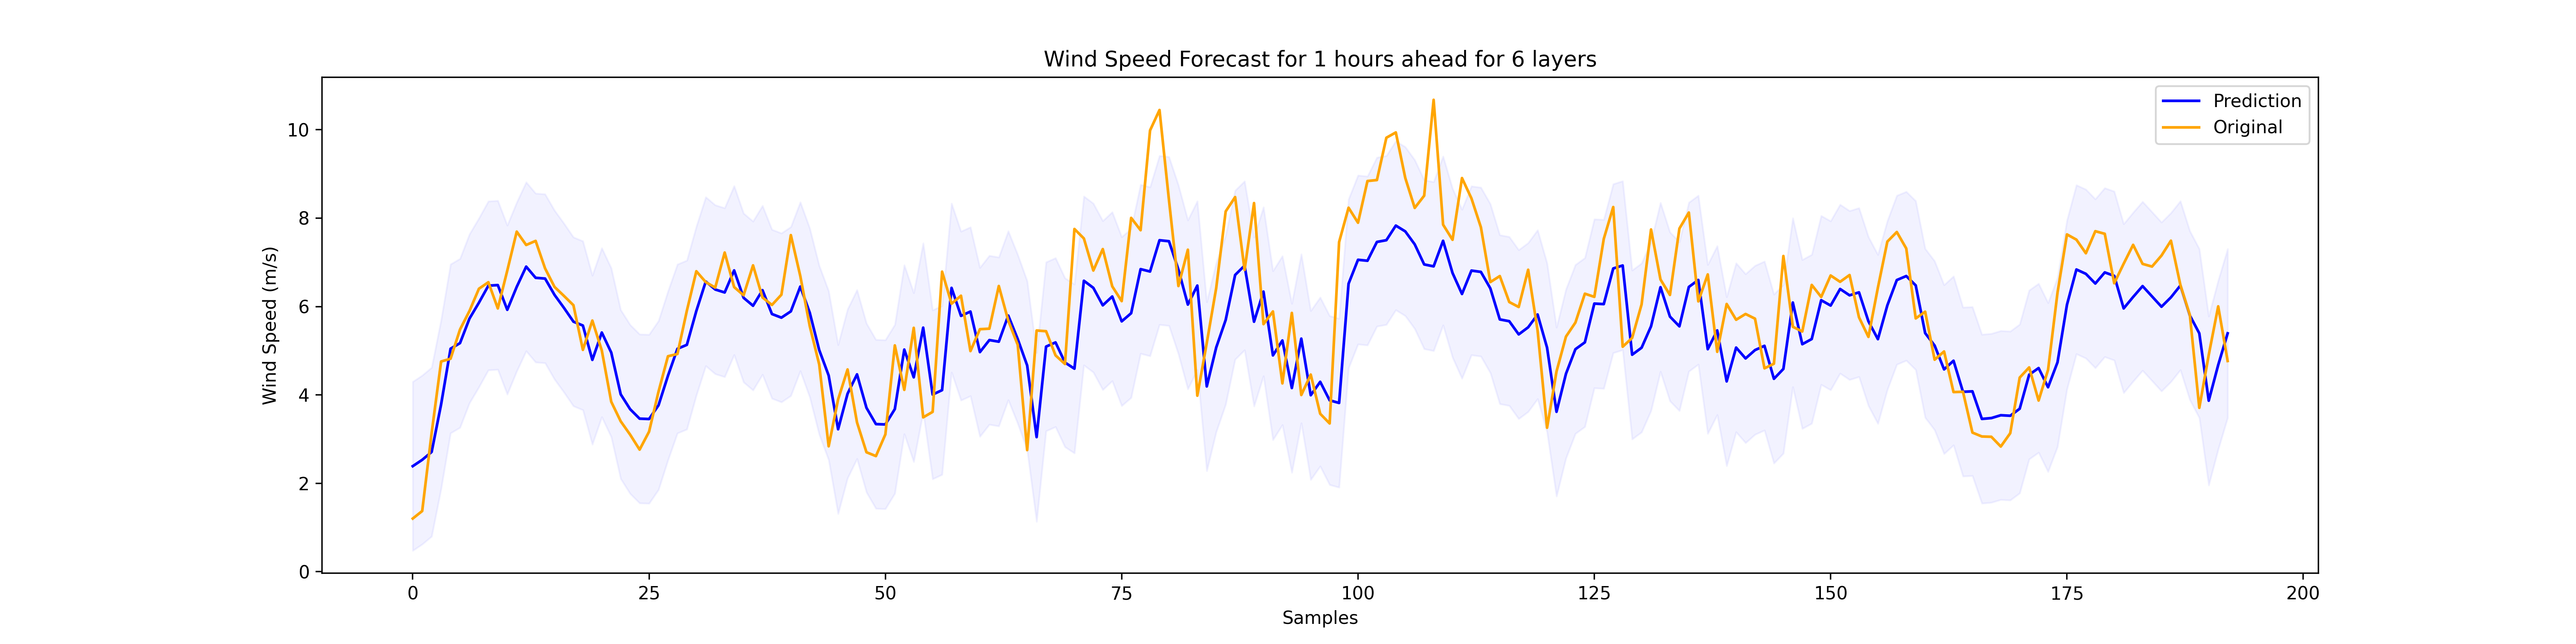 Wind Speed Forecast for 1 hours ahead for 6 layers
Prediction
Original
Wind Speed (m/s)
10
8
6
4
2
0
0 25 50 75 100 125 150 175 200
Samples